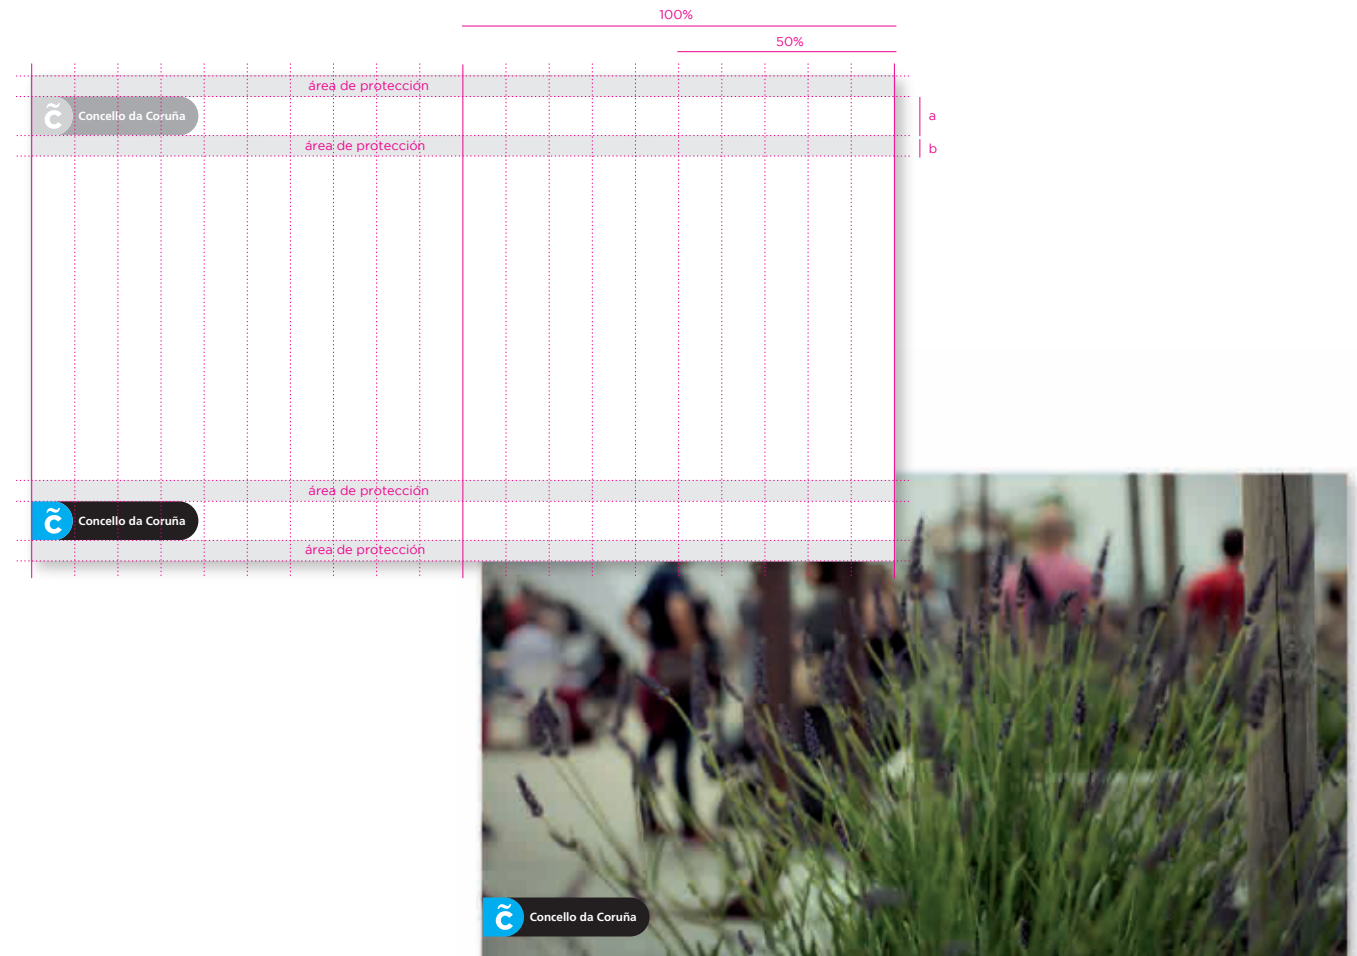 100%
50%
área de protección
c̃ Concello da Coruña
a
área de protección
b
área de protección
c̃ Concello da Coruña
área de protección
c̃ Concello da Coruña